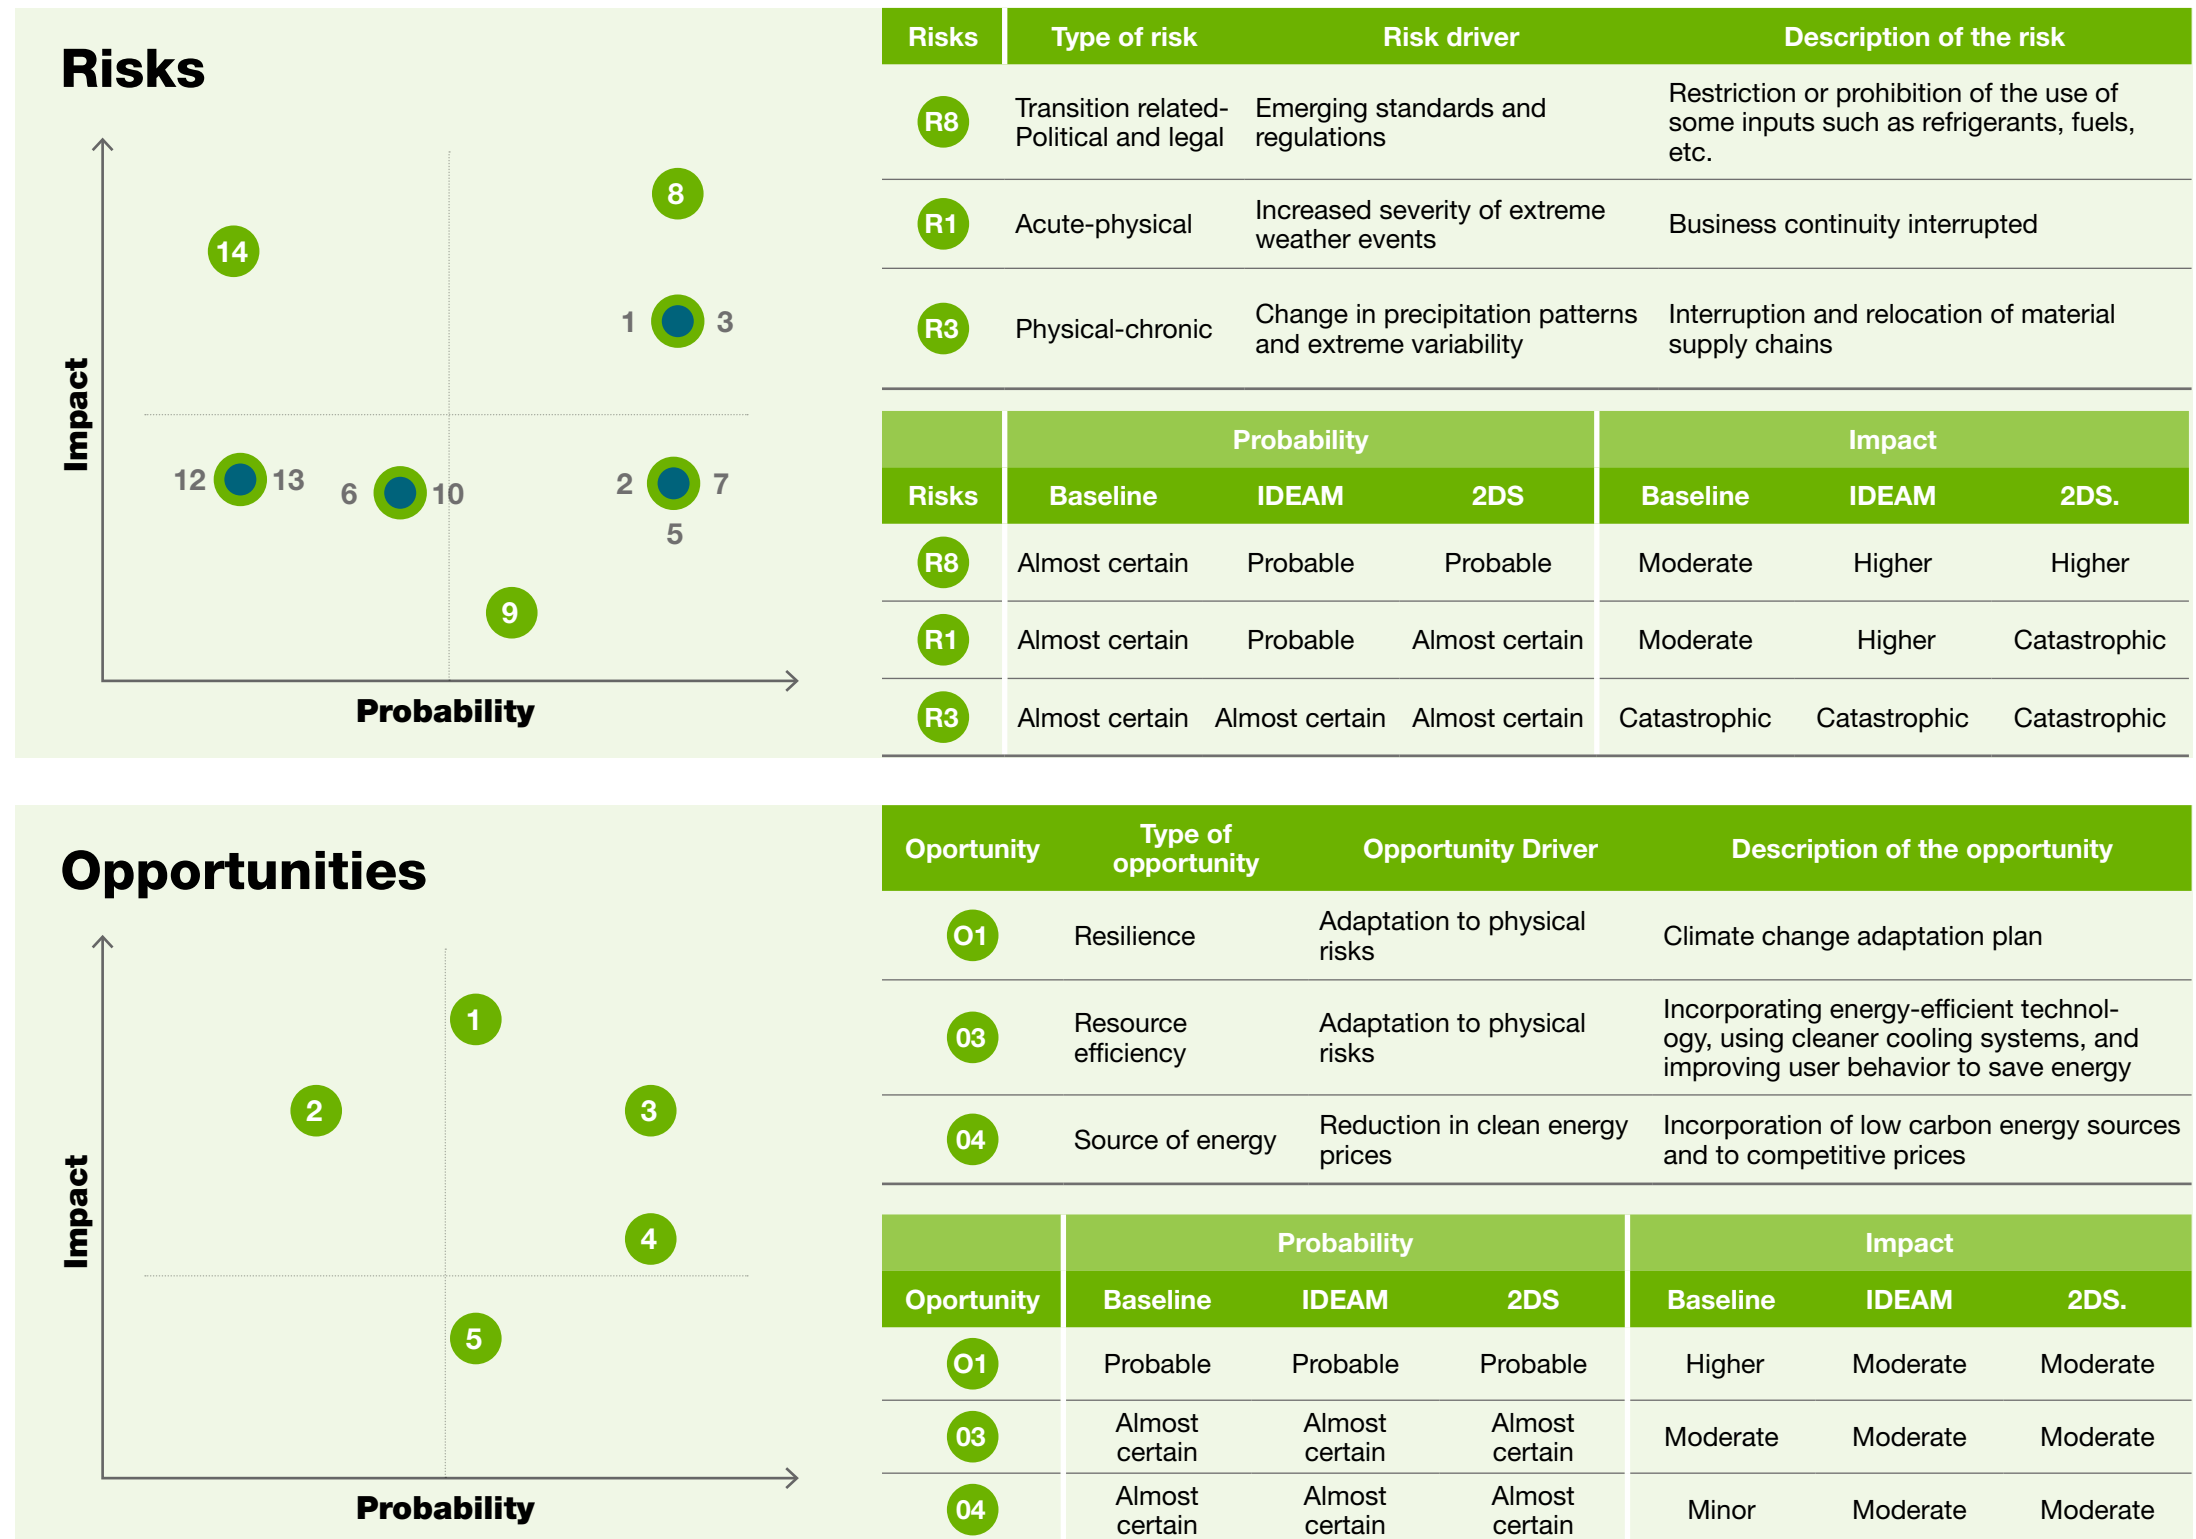 Risks
Impact
8
14
1
3
12
13
6
10
2
7
5
9
Probability
Risks Type of risk Risk driver Description of the risk
R8
Transition related-
Political and legal
Emerging standards and
regulations
Restriction or prohibition of the use of
some inputs such as refrigerants, fuels,
etc.
R1
Acute-physical
Increased severity of extreme
weather events
Business continuity interrupted
R3
Physical-chronic
Change in precipitation patterns
and extreme variability
Interruption and relocation of material
supply chains
Probability Impact
Risks Baseline IDEAM 2DS Baseline IDEAM 2DS.
R8 Almost certain Probable Probable Moderate Higher Higher
R1 Almost certain Probable Almost certain Moderate Higher Catastrophic
R3 Almost certain Almost certain Almost certain Catastrophic Catastrophic Catastrophic
Opportunities
Impact
1
2
3
4
5
Probability
Oportunity
Type of
opportunity
Opportunity Driver
Description of the opportunity
O1
Resilience
Adaptation to physical
risks
Climate change adaptation plan
03
Resource
efficiency
Adaptation to physical
risks
Incorporating energy-efficient technol-
ogy, using cleaner cooling systems, and
improving user behavior to save energy
04
Source of energy
Reduction in clean energy
prices
Incorporation of low carbon energy sources
and to competitive prices
Probability Impact
Oportunity Baseline IDEAM 2DS Baseline IDEAM 2DS.
O1 Probable Probable Probable Higher Moderate Moderate
03
Almost
certain
Almost
certain
Almost
certain
Moderate Moderate Moderate
04
Almost
certain
Almost
certain
Almost
certain
Minor Moderate Moderate